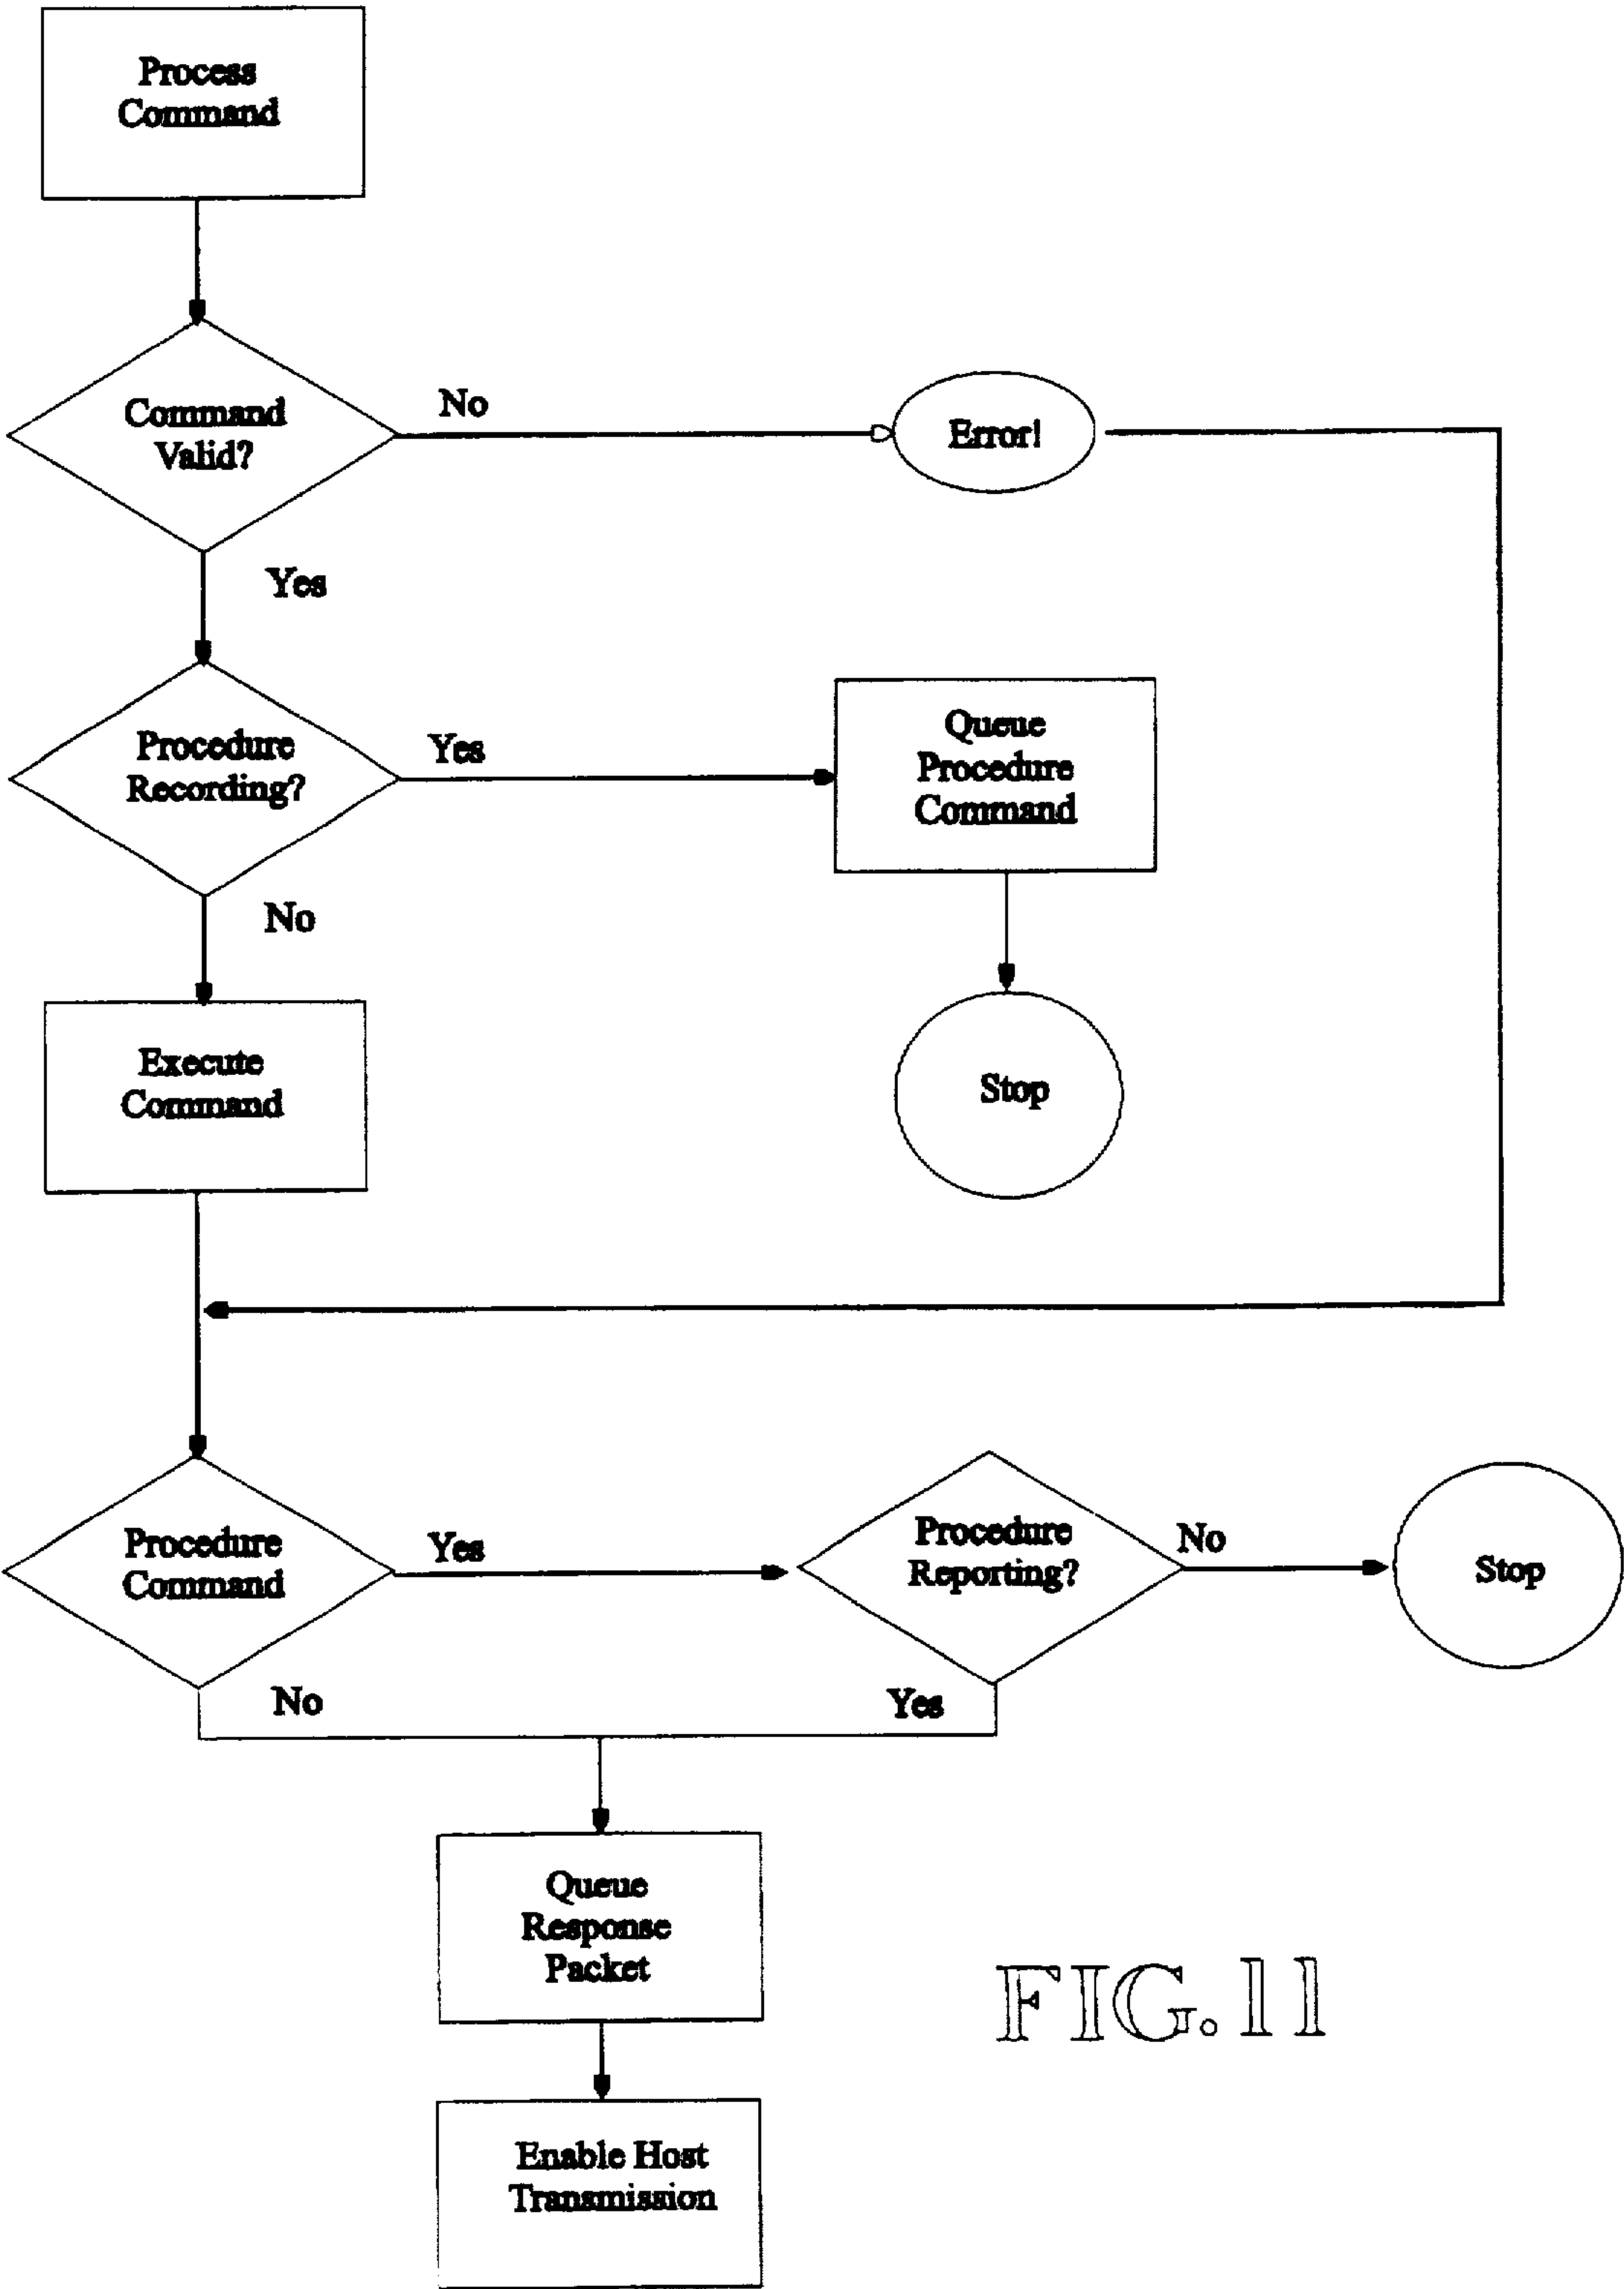 Process
Command
Command
Valid?
No
Error!
Yes
Procedure
Recording?
Yes
Queue
Procedure
Command
No
Stop
Execute
Command
Procedure
Command
Yes
Procedure
Reporting?
No
Stop
No
Yes
Queue
Response
Packet
Enable Host
Transmission
FIG.11